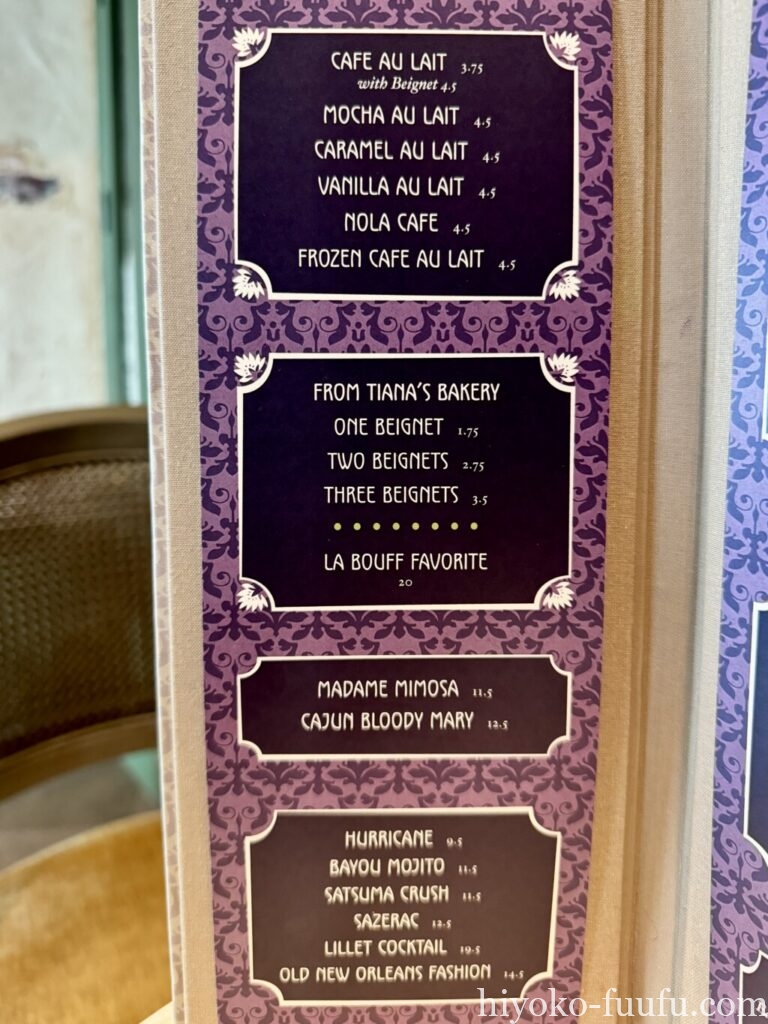 CAFE AU LAIT 3.75
with Beignet 4.5
MOCHA AU LAIT 4.5
CARAMEL AU LAIT 4.5
VANILLA AU LAIT 4.5
NOLA CAFE 4.5
FROZEN CAFE AU LAIT 4.5
FROM TIANA'S BAKERY
ONE BEIGNET 1.75
TWO BEIGNETS 2.75
THREE BEIGNETS 3.5
LA BOUFF FAVORITE
20
MADAME MIMOSA 11.5
CAJUN BLOODY MARY 12.5
HURRICANE 9.5
BAYOU MOJITO 11.5
SATSUMA CRUSH 11.5
SAZERAC 12.5
LILLET COCKTAIL 19.5
OLD NEW ORLEANS FASHION 14.5
hiyoko-fuufu.com